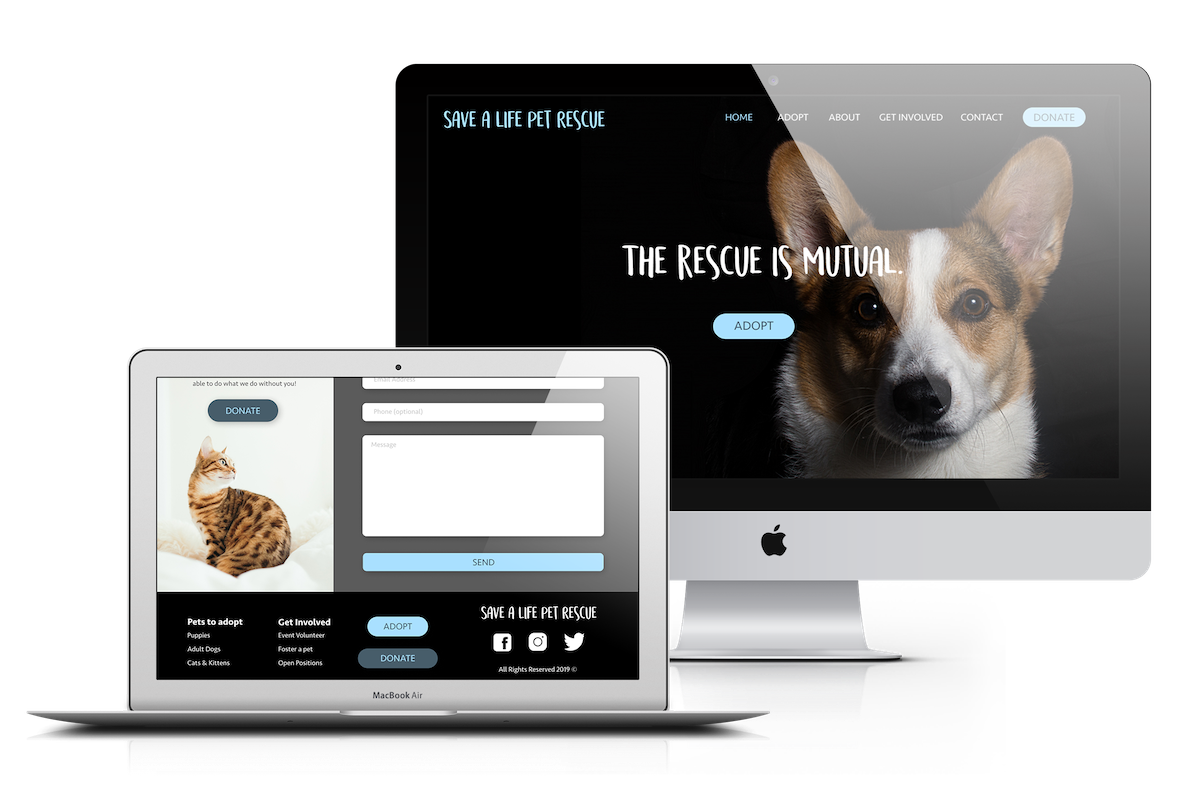 SAVE A LIFE PET RESCUE
HOME ADOPT ABOUT GET INVOLVED CONTACT DONATE
THE RESCUE IS MUTUAL.
ADOPT
able to do what we do without you!
DONATE
Email Address
Phone (optional)
Message
SEND
Pets to adopt
Puppies
Adult Dogs
Cats & Kittens
Get Involved
Event Volunteer
Foster a pet
Open Positions
ADOPT
DONATE
SAVE A LIFE PET RESCUE
All Rights Reserved 2019 ©
MacBook Air